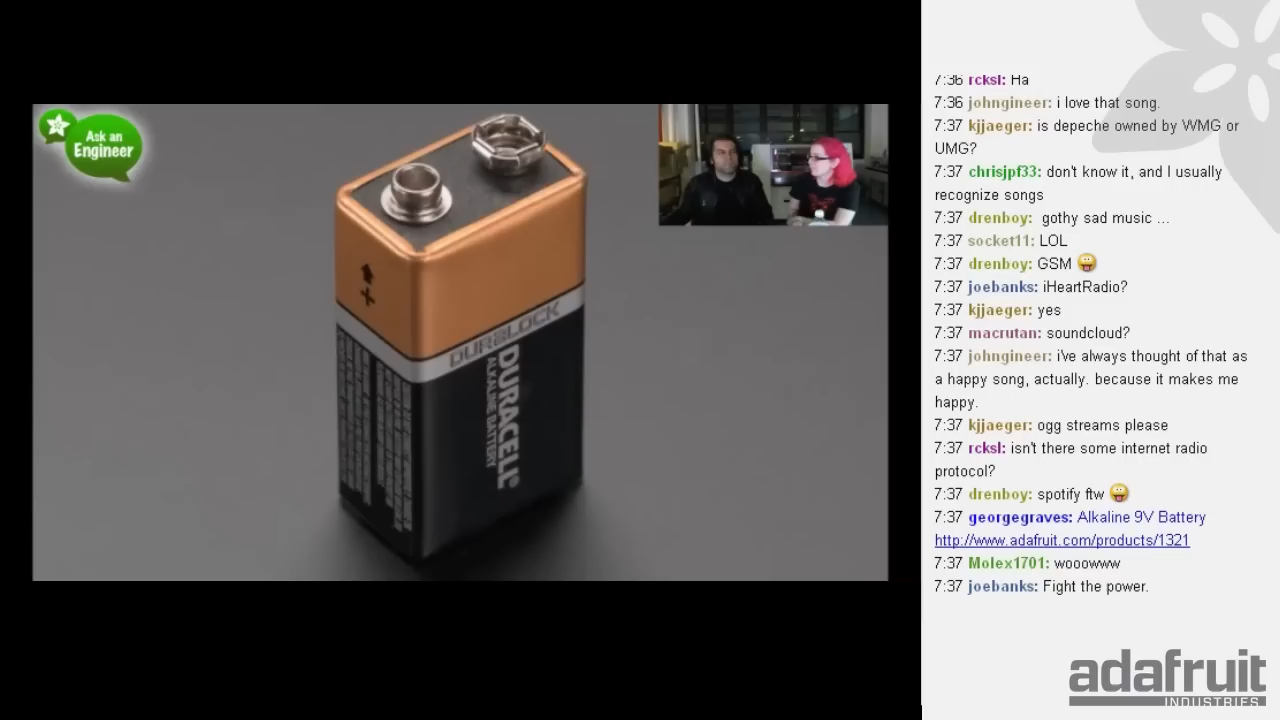 Ask an
Engineer
+
DURALOCK
DURACELL
ALKALINE BATTERY
7:36 rcksl: Ha
7:36 johngineer: i love that song.
7:37 kjjaeger: is depeche owned by WMG or
UMG?
7:37 chrisjpf33: don't know it, and I usually
recognize songs
7:37 drenboy: gothy sad music ...
7:37 socket11: LOL
7:37 drenboy: GSM 😜
7:37 joebanks: iHeartRadio?
7:37 kjjaeger: yes
7:37 macrutan: soundcloud?
7:37 johngineer: i've always thought of that as
a happy song, actually. because it makes me
happy.
7:37 kjjaeger: ogg streams please
7:37 rcksl: isn't there some internet radio
protocol?
7:37 drenboy: spotify ftw 😜
7:37 georgegraves: Alkaline 9V Battery
http://www.adafruit.com/products/1321
7:37 Molex1701: wooowww
7:37 joebanks: Fight the power.
adafruit
INDUSTRIES